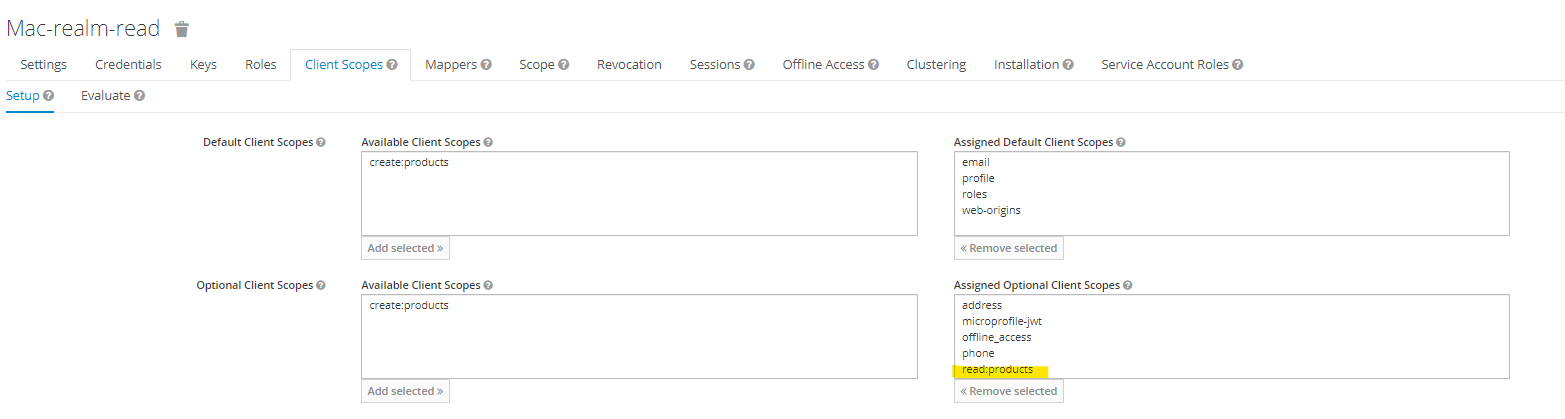 Mac-realm-read
Settings Credentials Keys Roles Client Scopes Mappers Scope Revocation Sessions Offline Access Clustering Installation Service Account Roles
Setup Evaluate
Default Client Scopes Available Client Scopes Assigned Default Client Scopes
create:products email
profile
roles
web-origins
Add selected » « Remove selected
Optional Client Scopes Available Client Scopes Assigned Optional Client Scopes
create:products address
microprofile-jwt
offline_access
phone
read:products
Add selected » « Remove selected